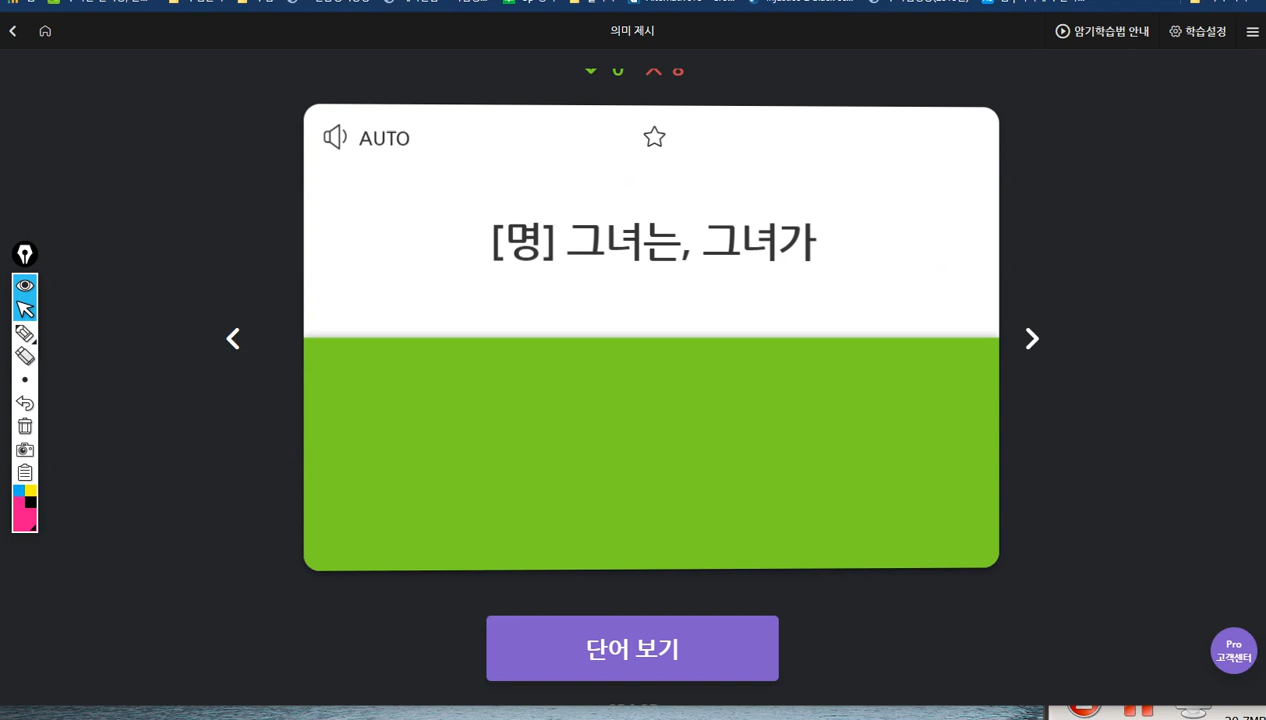 의미 제시
암기학습법 안내
학습설정
8
AUTO
[명] 그녀는, 그녀가
단어 보기
Pro
고객센터